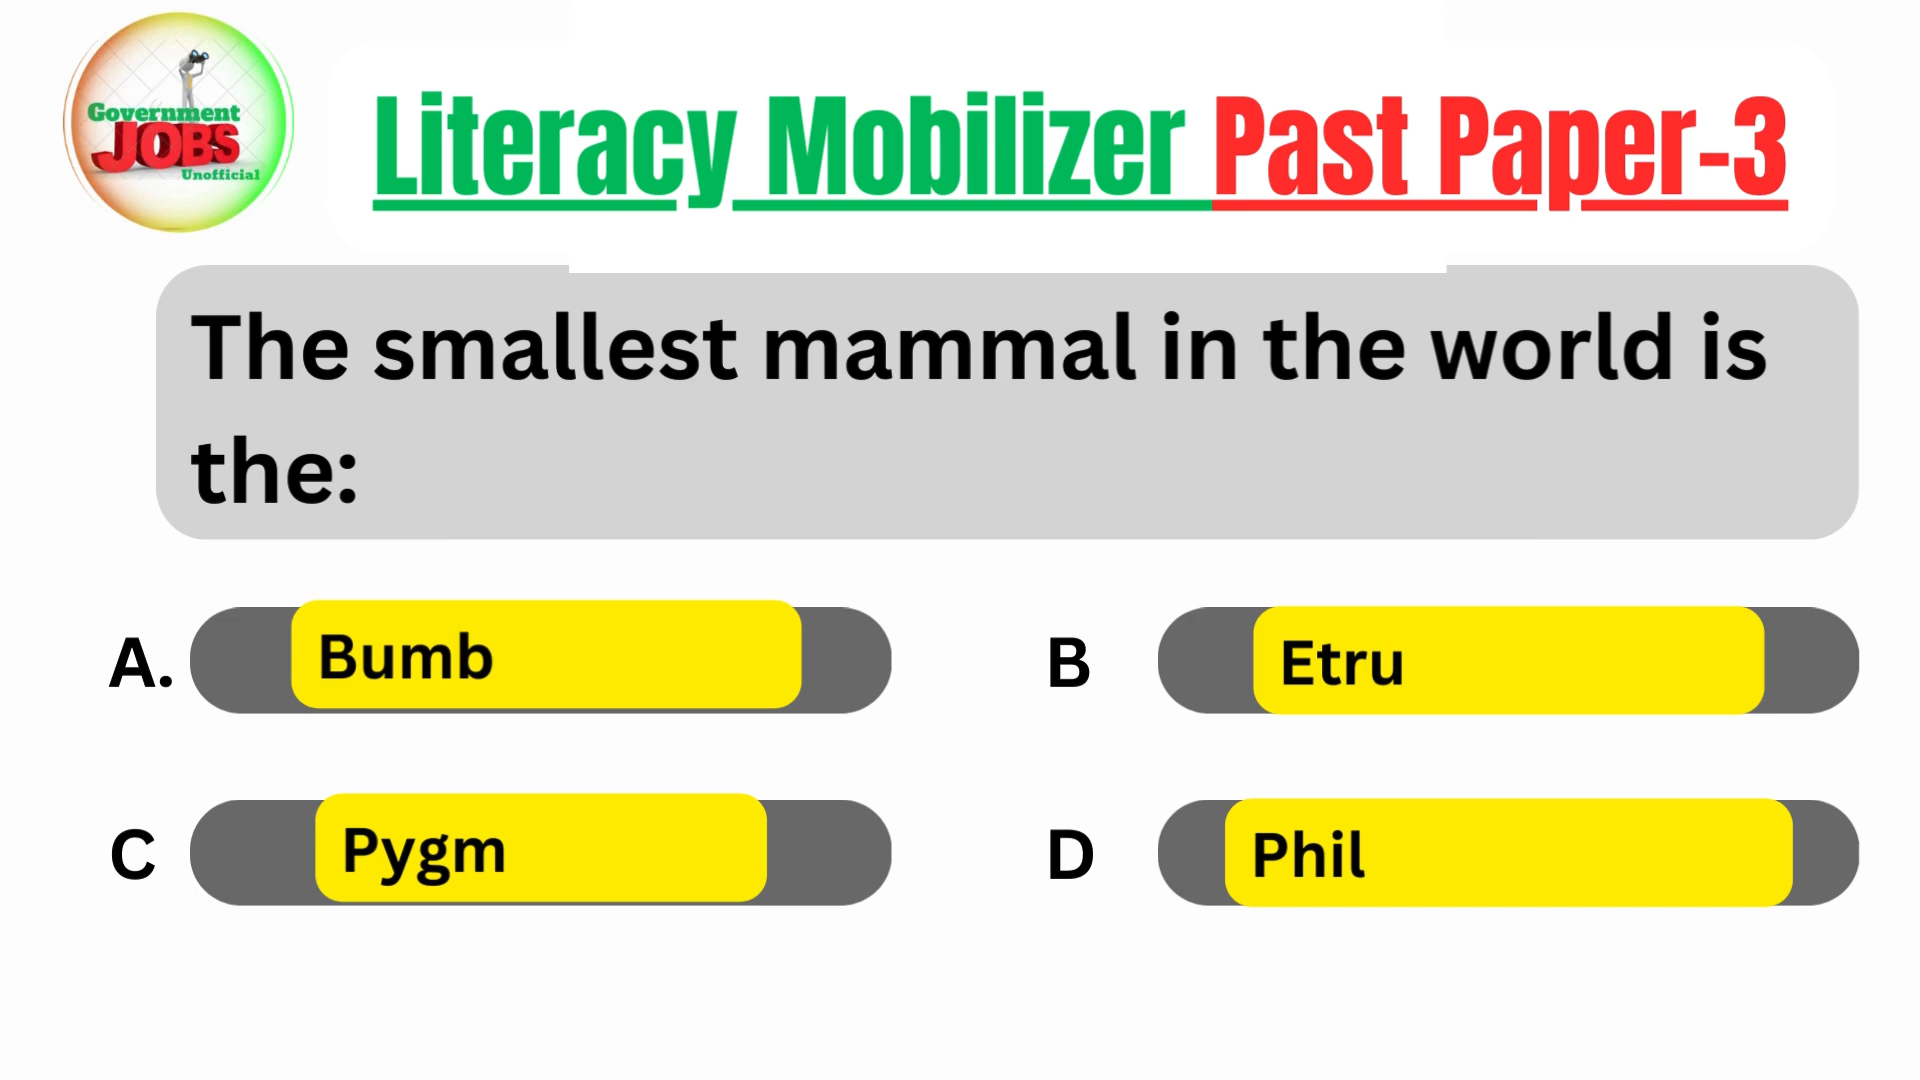 Government
JOBS
Unofficial
Literacy Mobilizer Past Paper-3
The smallest mammal in the world is
the:
A. Bumb
B Etru
C Pygm
D Phil